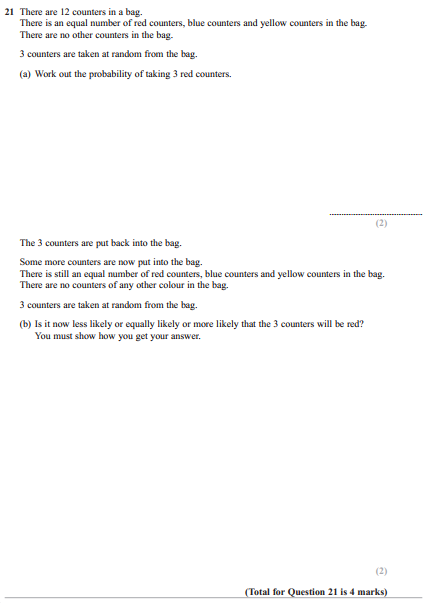 21 There are 12 counters in a bag.
There is an equal number of red counters, blue counters and yellow counters in the bag.
There are no other counters in the bag.
3 counters are taken at random from the bag.
(a) Work out the probability of taking 3 red counters.
(2)
The 3 counters are put back into the bag.
Some more counters are now put into the bag.
There is still an equal number of red counters, blue counters and yellow counters in the bag.
There are no counters of any other colour in the bag.
3 counters are taken at random from the bag.
(b) Is it now less likely or equally likely or more likely that the 3 counters will be red?
You must show how you get your answer.
(2)
(Total for Question 21 is 4 marks)